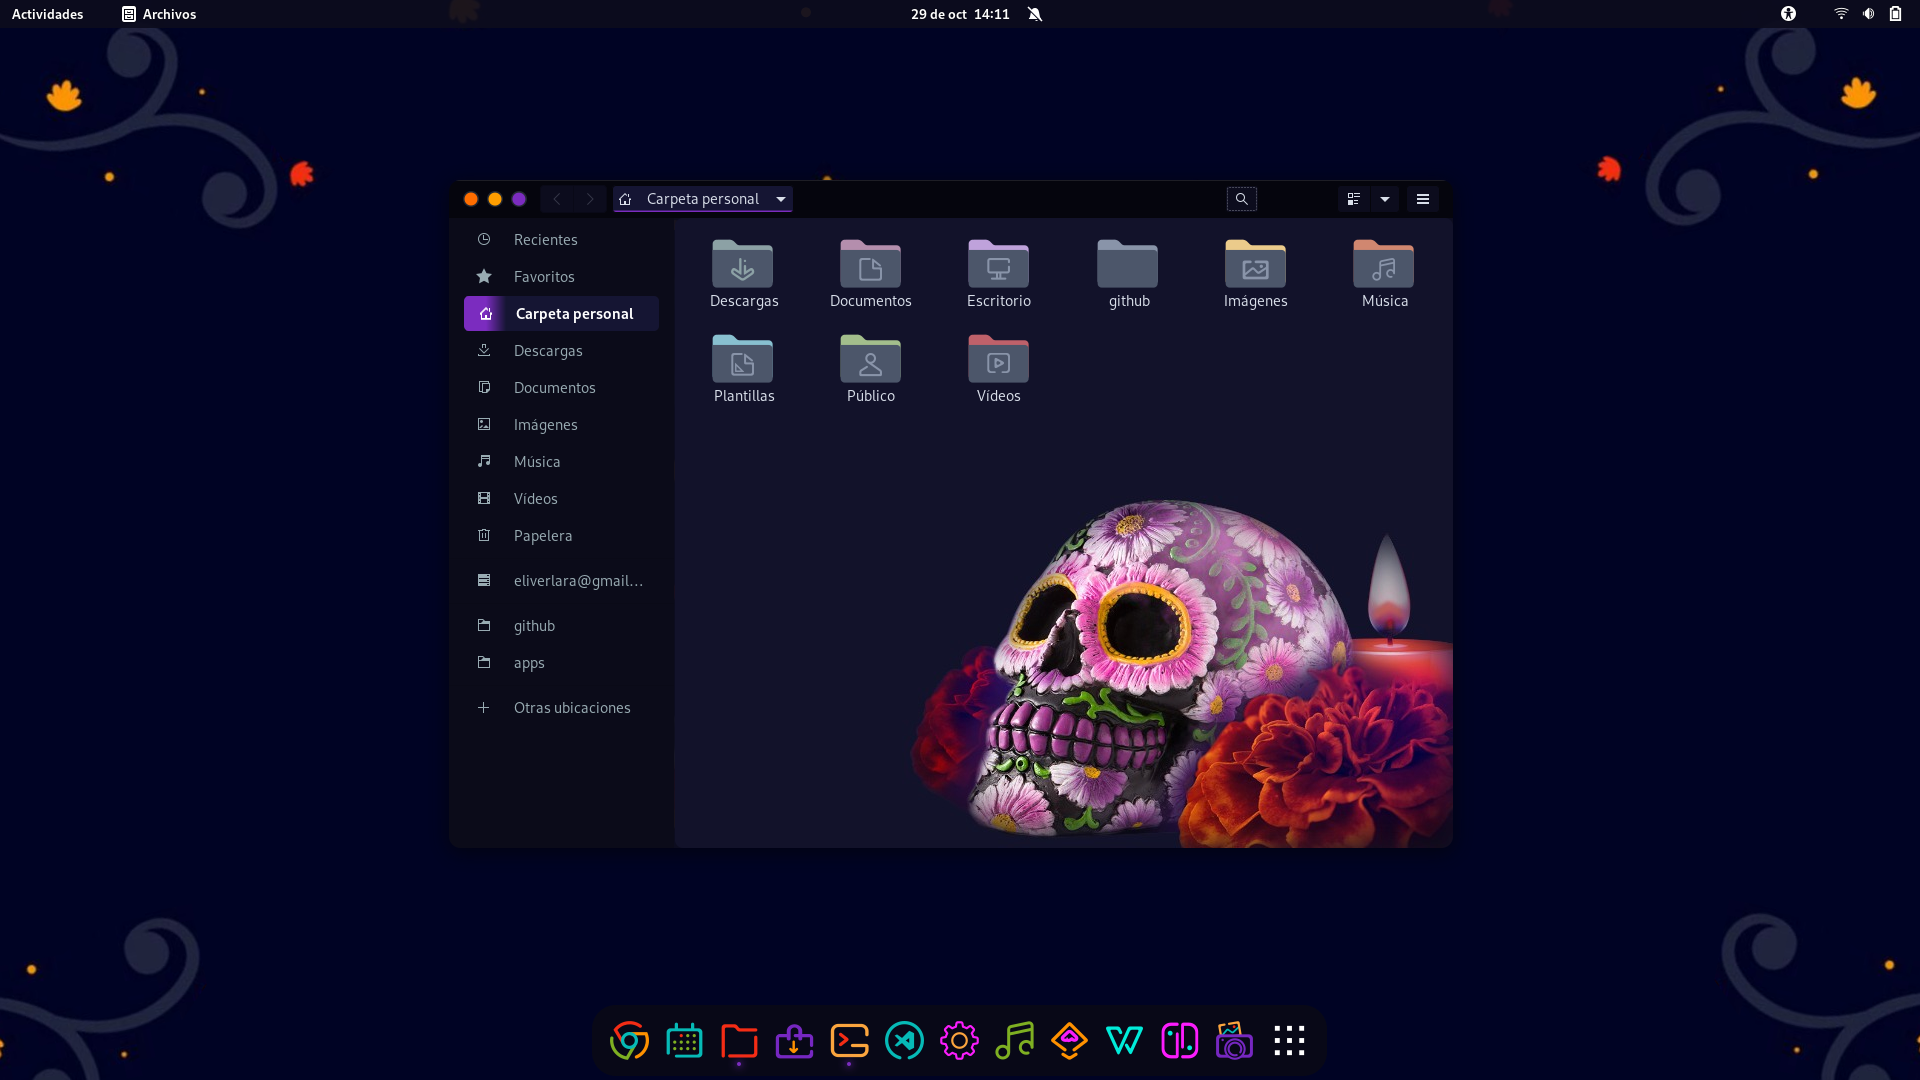 Actividades
Archivos
29 de oct 14:11
Carpeta personal
Recientes
Favoritos
Carpeta personal
Descargas
Documentos
Imágenes
Música
Vídeos
Papelera
eliverlara@gmail...
github
apps
Otras ubicaciones
Descargas
Documentos
Escritorio
github
Imágenes
Música
Plantillas
Público
Vídeos